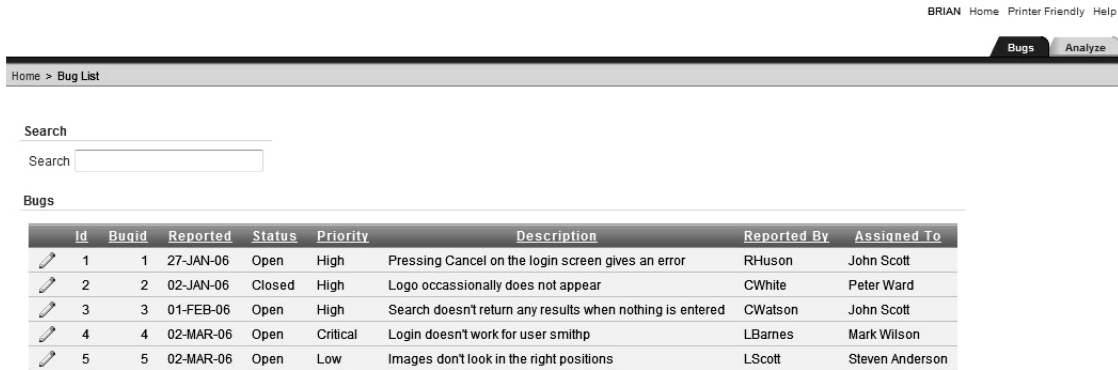 BRIAN Home Printer Friendly Help
Bugs Analyze
Home > Bug List
Search
Search
Bugs
Id Bugid Reported Status Priority Description Reported By Assigned To
1 1 27-JAN-06 Open High Pressing Cancel on the login screen gives an error RHuson John Scott
2 2 02-JAN-06 Closed High Logo occassionally does not appear CWhite Peter Ward
3 3 01-FEB-06 Open High Search doesn't return any results when nothing is entered CWatson John Scott
4 4 02-MAR-06 Open Critical Login doesn't work for user smithp LBarnes Mark Wilson
5 5 02-MAR-06 Open Low Images don't look in the right positions LScott Steven Anderson